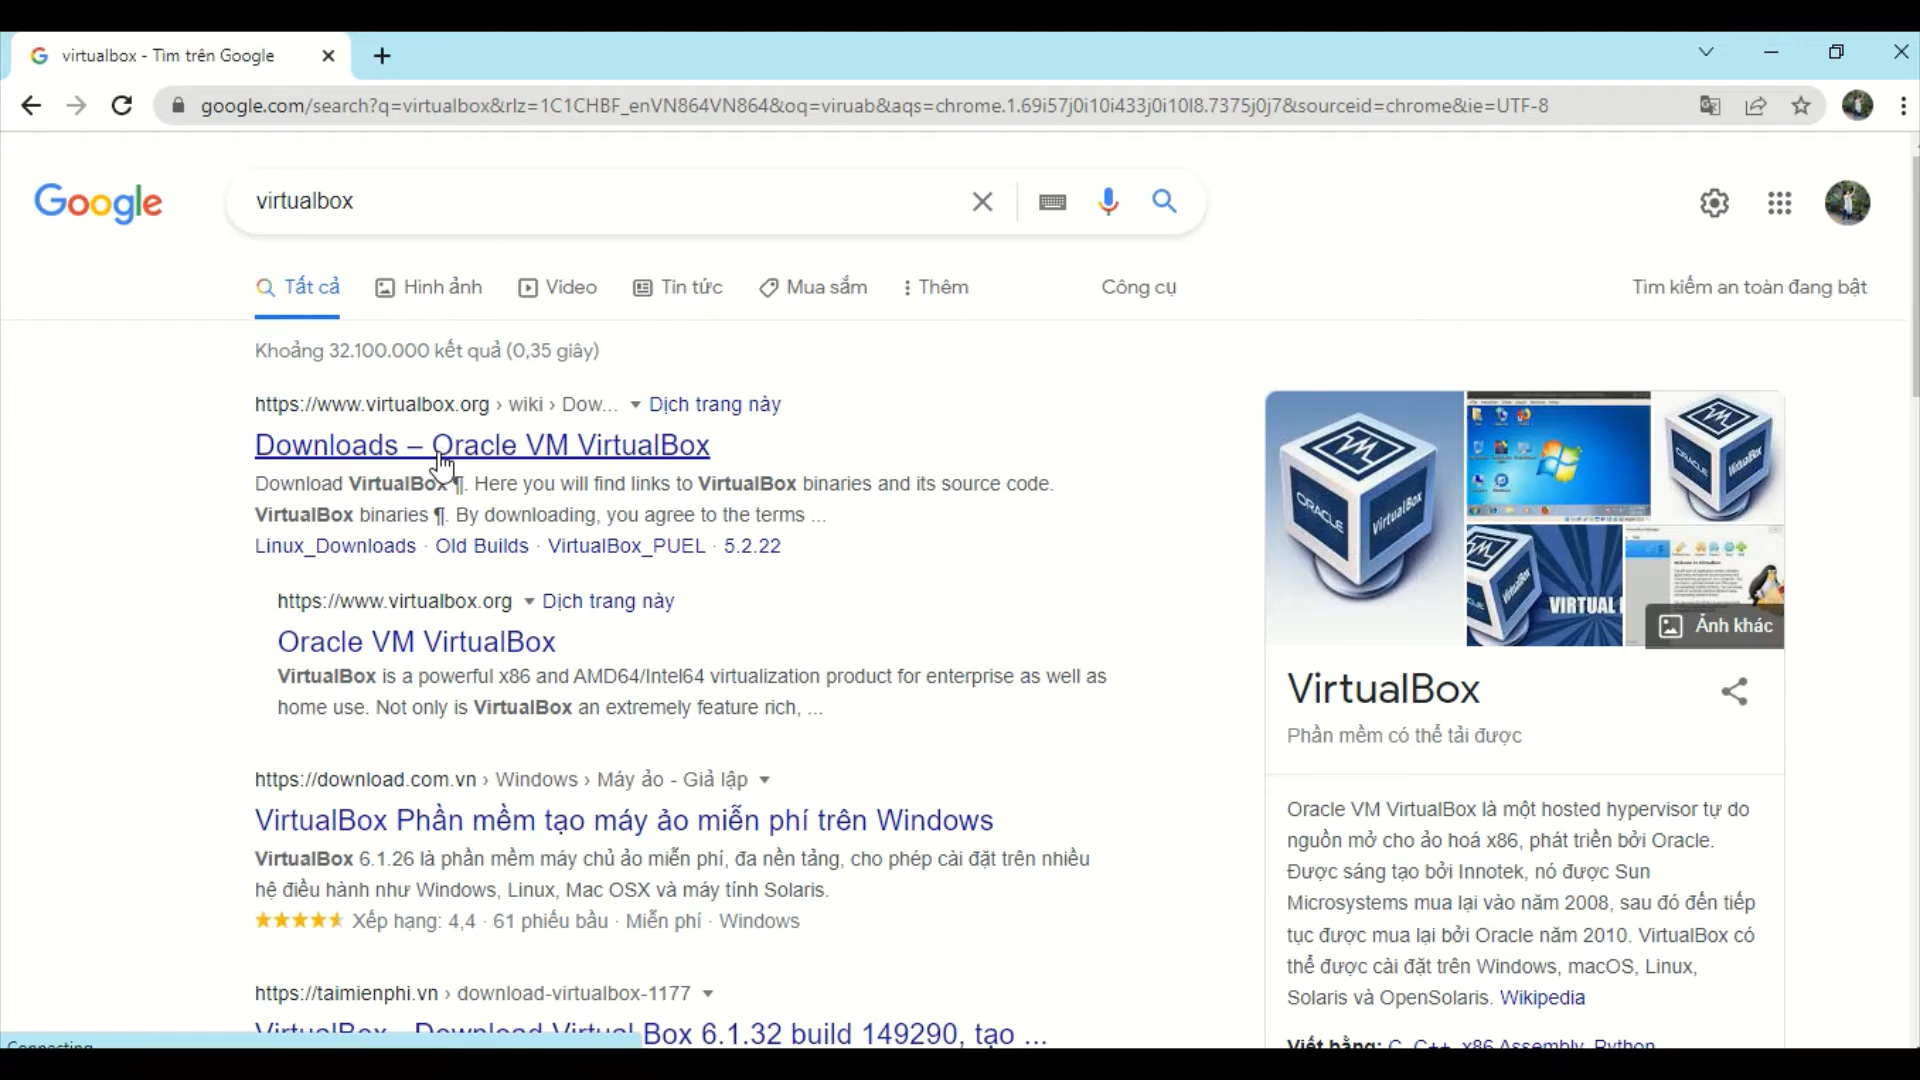 virtualbox - Tìm trên Google
google.com/search?q=virtualbox&rlz=1C1CHBF_enVN864VN864&oq=viruab&aqs=chrome.1.69i57j0i10i433j0i10l8.7375j0j7&sourceid=chrome&ie=UTF-8
Google
virtualbox
Tất cả
Hình ảnh
Video
Tin tức
Mua sắm
Thêm
Công cụ
Tìm kiếm an toàn đang bật
Khoảng 32.100.000 kết quả (0,35 giây)
https://www.virtualbox.org › wiki › Dow... Dịch trang này
Downloads – Oracle VM VirtualBox
Download VirtualBox ¶. Here you will find links to VirtualBox binaries and its source code.
VirtualBox binaries ¶. By downloading, you agree to the terms ...
Linux_Downloads · Old Builds · VirtualBox_PUEL · 5.2.22
https://www.virtualbox.org Dịch trang này
Oracle VM VirtualBox
VirtualBox is a powerful x86 and AMD64/Intel64 virtualization product for enterprise as well as
home use. Not only is VirtualBox an extremely feature rich, ...
https://download.com.vn › Windows › Máy ảo - Giả lập
VirtualBox Phần mềm tạo máy ảo miễn phí trên Windows
VirtualBox 6.1.26 là phần mềm máy chủ ảo miễn phí, đa nền tảng, cho phép cài đặt trên nhiều
hệ điều hành như Windows, Linux, Mac OSX và máy tính Solaris.
Xếp hạng: 4,4 · 61 phiếu bầu · Miễn phí · Windows
https://taimienphi.vn › download-virtualbox-1177
VirtualBox - Download Virtual Box 6.1.32 build 149290, tạo ...
Connecting
ORACLE
VirtualBox
ORACLE
VirtualBox
VIRTUAL
Ảnh khác
VirtualBox
Phần mềm có thể tải được
Oracle VM VirtualBox là một hosted hypervisor tự do
nguồn mở cho ảo hoá x86, phát triển bởi Oracle.
Được sáng tạo bởi Innotek, nó được Sun
Microsystems mua lại vào năm 2008, sau đó đến tiếp
tục được mua lại bởi Oracle năm 2010. VirtualBox có
thể được cài đặt trên Windows, macOS, Linux,
Solaris và OpenSolaris. Wikipedia
Viết bằng: C, C++, x86 Assembly, Python